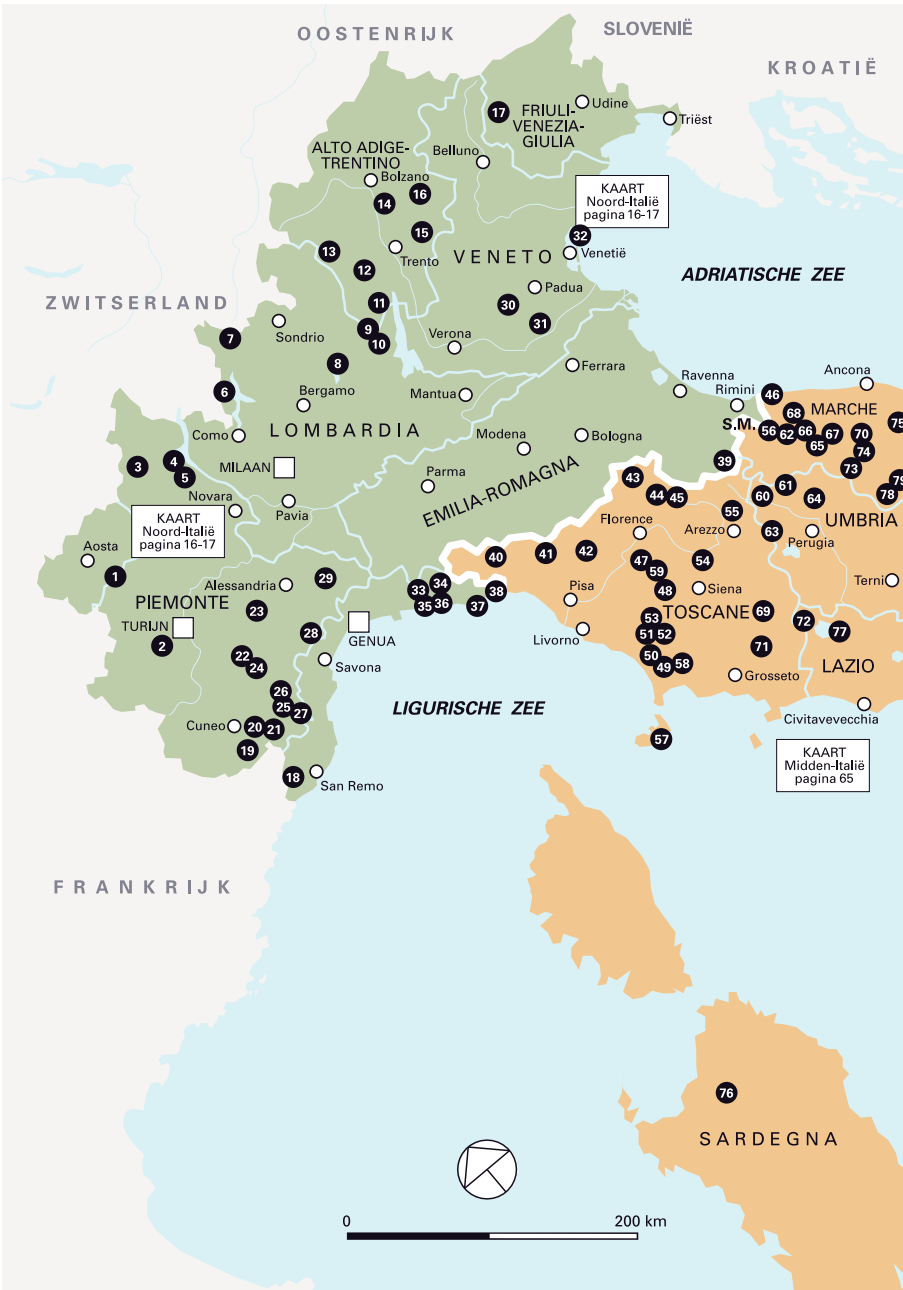 OOSTENRIJK
SLOVENIË
KROATIË
17
FRIULI-
VENEZIA-
GIULIA
Udine
Triëst
ALTO ADIGE-
TRENTINO
Belluno
Bolzano
16
14
KAART
Noord-Italië
pagina 16-17
15
32
13
Trento
VENETO
Venetië
12
ADRIATISCHE ZEE
ZWITSERLAND
11
30
Padua
31
7
Sondrio
9
10
Verona
8
Ferrara
Ancona
6
Bergamo
Mantua
Ravenna
Rimini
46
68
MARCHE
75
Como
LOMBARDIA
Modena
Bologna
S.M.
56
62
66
67
70
65
74
3
4
5
MILAAN
Parma
39
73
79
78
EMILIA-ROMAGNA
43
44
45
61
60
64
Novara
Pavia
55
UMBRIA
KAART
Noord-Italië
pagina 16-17
Florence
Arezzo
63
Perugia
Aosta
40
41
42
1
47
59
54
Terni
Alessandria
29
33
34
35
36
37
38
48
Siena
PIEMONTE
23
Pisa
TOSCANE
69
TURIJN
2
28
GENUA
Livorno
53
51
52
72
77
22
24
Savona
50
49
58
71
LAZIO
Grosseto
26
25
27
LIGURISCHE ZEE
Civitavevecchia
Cuneo
20
21
19
57
KAART
Midden-Italië
pagina 65
18
San Remo
FRANKRIJK
76
SARDEGNA
0
200 km